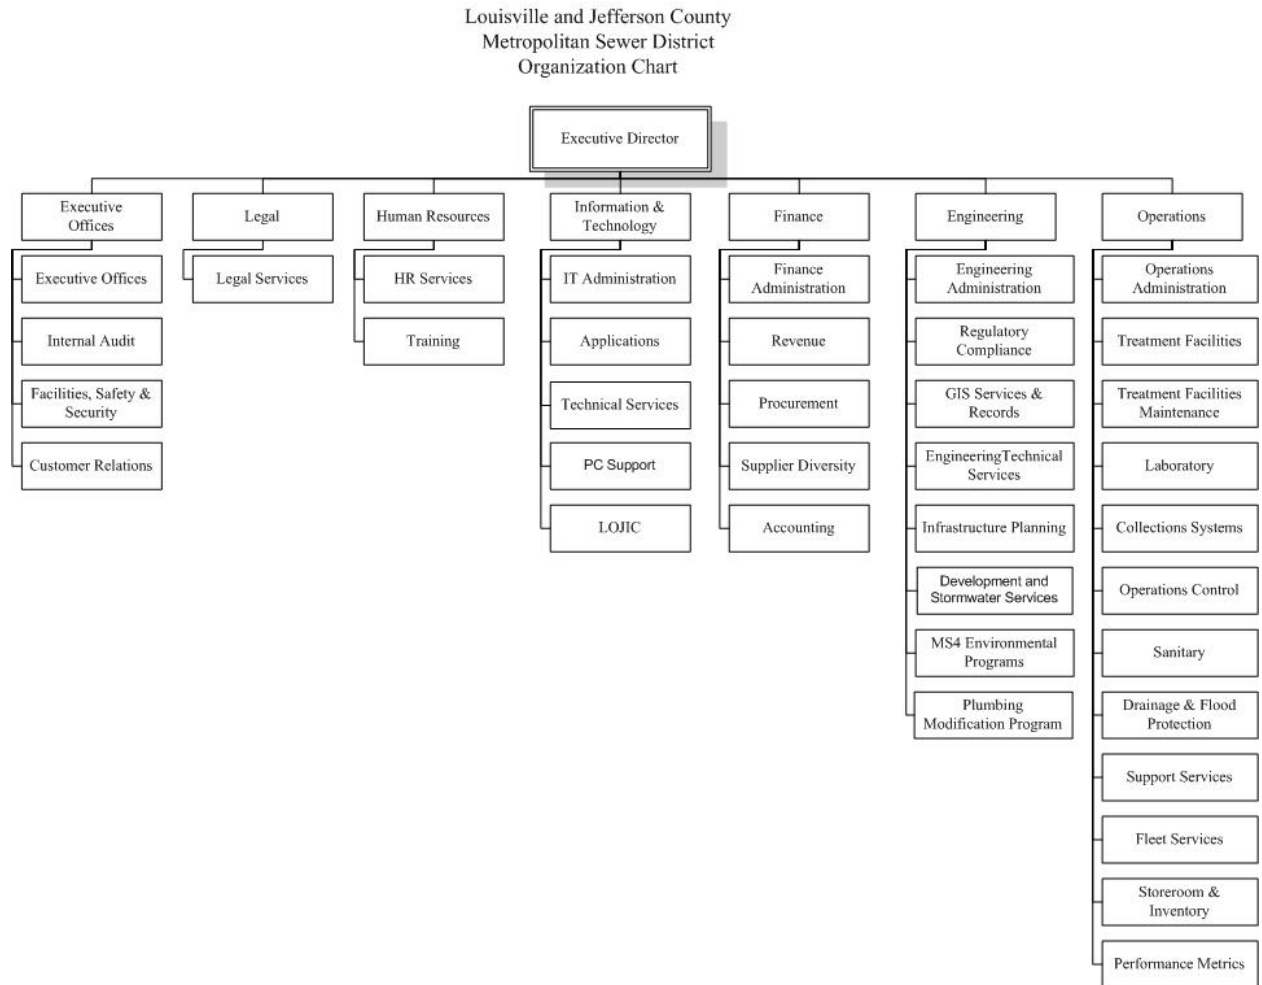 Louisville and Jefferson County
Metropolitan Sewer District
Organization Chart
Executive Director
Executive
Offices
Legal
Human Resources
Information &
Technology
Finance
Engineering
Operations
Executive Offices
Internal Audit
Facilities, Safety &
Security
Customer Relations
Legal Services
HR Services
Training
IT Administration
Applications
Technical Services
PC Support
LOJIC
Finance
Administration
Revenue
Procurement
Supplier Diversity
Accounting
Engineering
Administration
Regulatory
Compliance
GIS Services &
Records
EngineeringTechnical
Services
Infrastructure Planning
Development and
Stormwater Services
MS4 Environmental
Programs
Plumbing
Modification Program
Operations
Administration
Treatment Facilities
Treatment Facilities
Maintenance
Laboratory
Collections Systems
Operations Control
Sanitary
Drainage & Flood
Protection
Support Services
Fleet Services
Storeroom &
Inventory
Performance Metrics